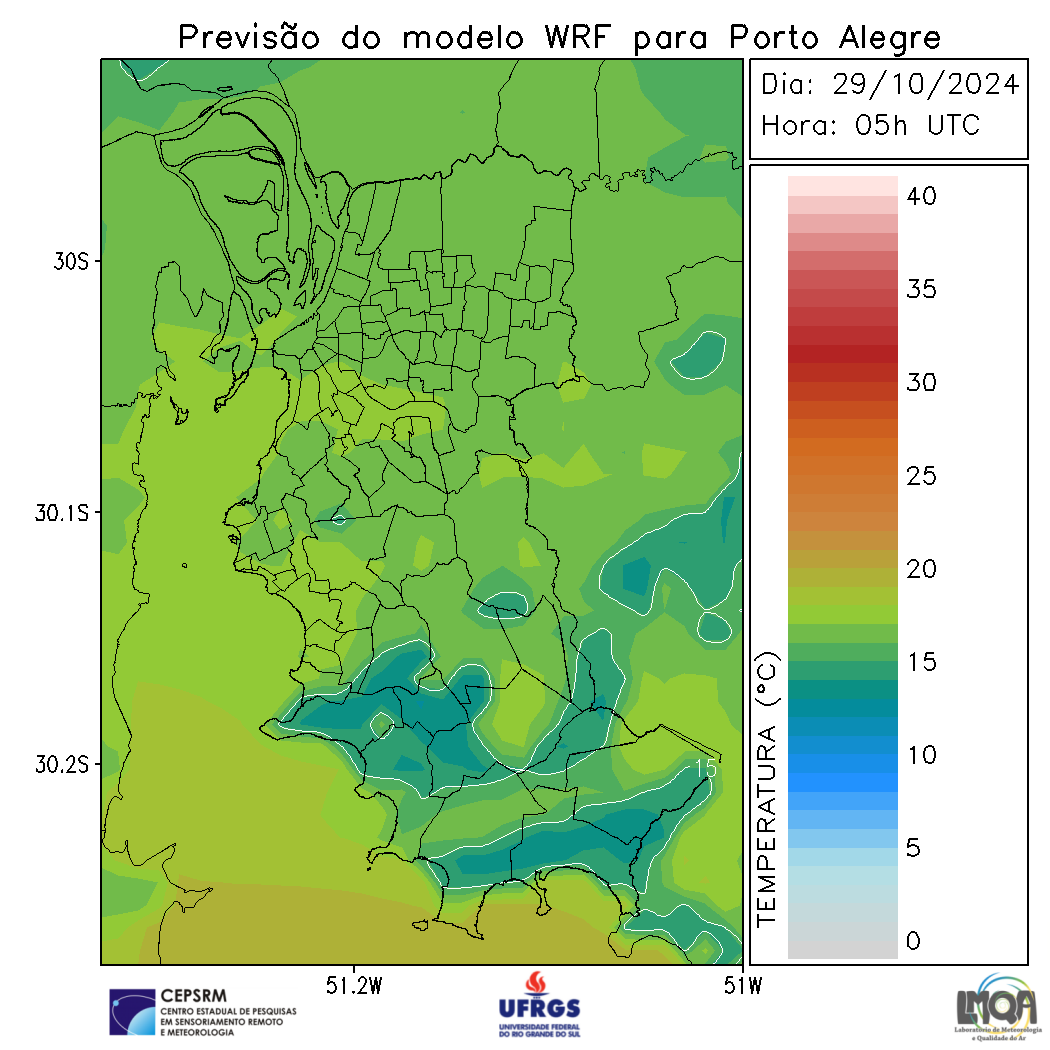 Previsão do modelo WRF para Porto Alegre
Dia: 29/10/2024
Hora: 05h UTC
30S
30.1S
30.2S
51.2W
51W
15
TEMPERATURA (°C)
40
35
30
25
20
15
10
5
0
CEPSRM
CENTRO ESTADUAL DE PESQUISAS
EM SENSORIAMENTO REMOTO
E METEOROLOGIA
UFRGS
UNIVERSIDADE FEDERAL
DO RIO GRANDE DO SUL
LMQA
Laboratório de Meteorologia
e Qualidade do Ar